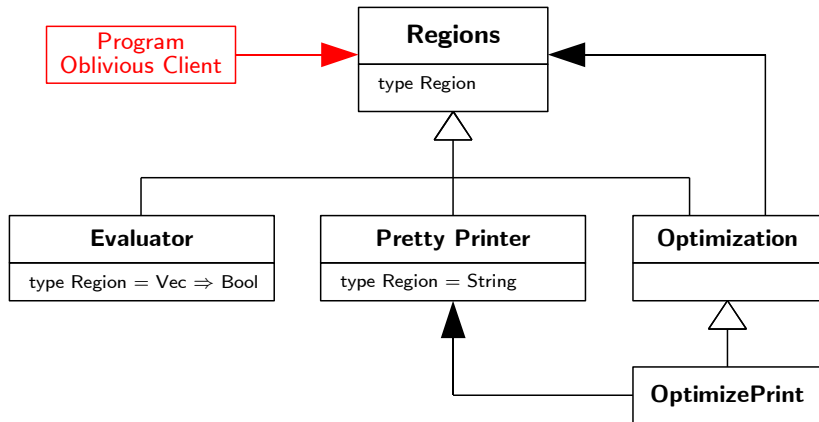 Program
Oblivious Client
Regions
type Region
Evaluator
type Region = Vec ⇒ Bool
Pretty Printer
type Region = String
Optimization
OptimizePrint